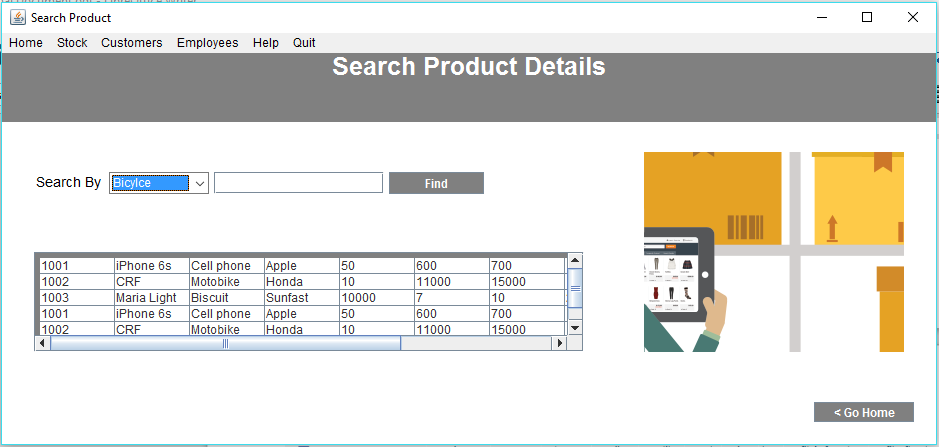 Search Product
Home Stock Customers Employees Help Quit
Search Product Details
Search By Bicylce Find
1001 iPhone 6s Cell phone Apple 50 600 700
1002 CRF Motobike Honda 10 11000 15000
1003 Maria Light Biscuit Sunfast 10000 7 10
1001 iPhone 6s Cell phone Apple 50 600 700
1002 CRF Motobike Honda 10 11000 15000
< Go Home